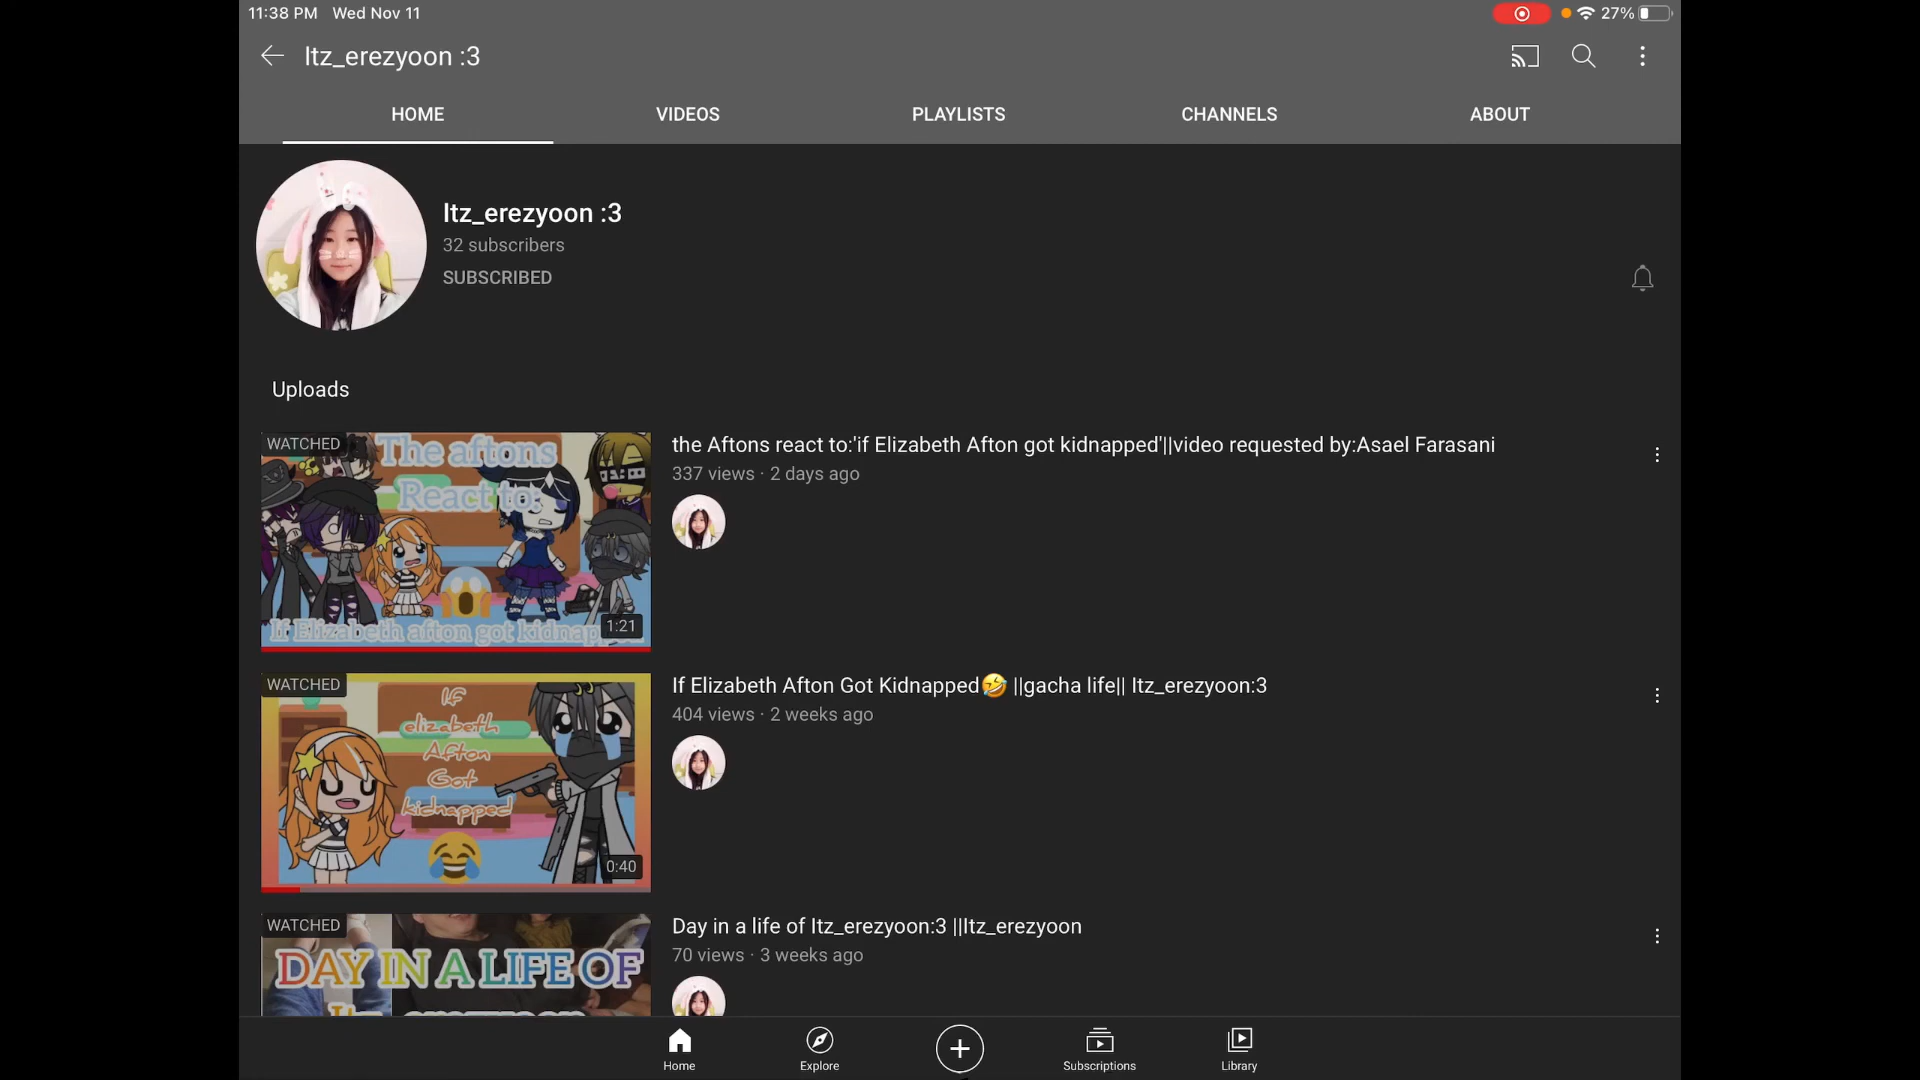 11:38 PM Wed Nov 11
27%
Itz_erezyoon :3
HOME VIDEOS PLAYLISTS CHANNELS ABOUT
Itz_erezyoon :3
32 subscribers
SUBSCRIBED
Uploads
WATCHED
The aftons
React to:
If Elizabeth afton got kidnapp
1:21
the Aftons react to:'if Elizabeth Afton got kidnapped'||video requested by:Asael Farasani
337 views · 2 days ago
WATCHED
If
elizabeth
Afton
Got
kidnapped
0:40
If Elizabeth Afton Got Kidnapped🤣 ||gacha life|| Itz_erezyoon:3
404 views · 2 weeks ago
WATCHED
DAY IN A LIFE OF
Day in a life of Itz_erezyoon:3 ||Itz_erezyoon
70 views · 3 weeks ago
Home Explore Subscriptions Library